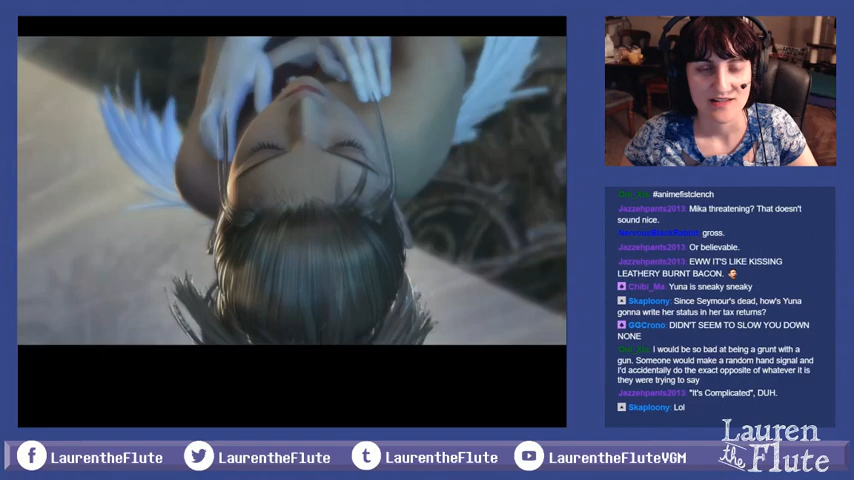 #animefistclench
Jazzehpants2013: Mika threatening? That doesn't
sound nice.
gross.
Jazzehpants2013: Or believable.
Jazzehpants2013: EWW IT'S LIKE KISSING
LEATHERY BURNT BACON.
Chibi_Ma: Yuna is sneaky sneaky
Skaploony: Since Seymour's dead, how's Yuna
gonna write her status in her tax returns?
GGCrono: DIDN'T SEEM TO SLOW YOU DOWN
NONE
I would be so bad at being a grunt with a
gun. Someone would make a random hand signal and
I'd accidentally do the exact opposite of whatever it is
they were trying to say
Jazzehpants2013: "It's Complicated", DUH.
Skaploony: Lol
Lauren
the Flute
f LaurentheFlute
LaurentheFlute
t LaurentheFlute
LaurentheFluteVGM